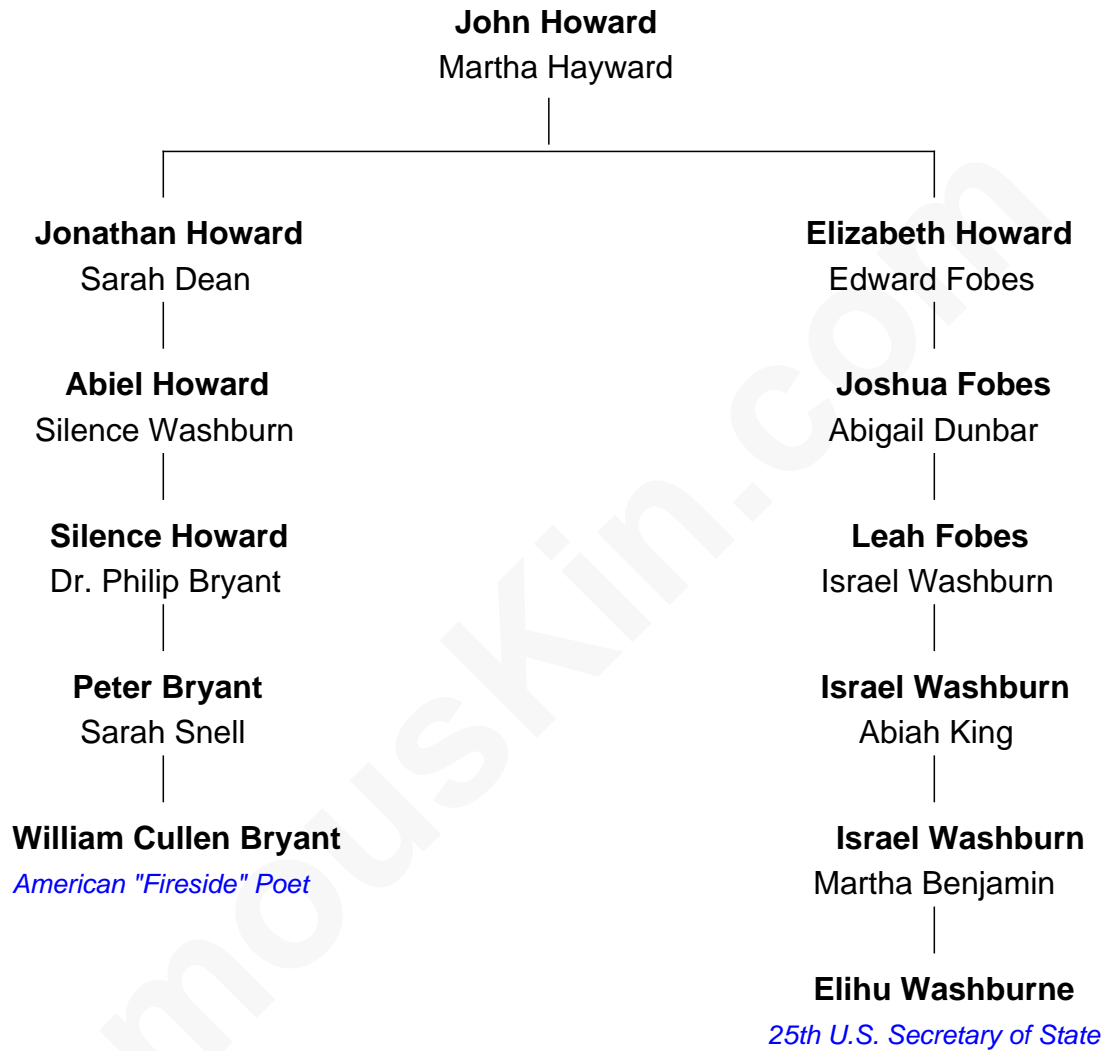 John Howard
Martha Hayward
Jonathan Howard
Sarah Dean
Elizabeth Howard
Edward Fobes
Abiel Howard
Silence Washburn
Joshua Fobes
Abigail Dunbar
Silence Howard
Dr. Philip Bryant
Leah Fobes
Israel Washburn
Peter Bryant
Sarah Snell
Israel Washburn
Abiah King
William Cullen Bryant
American "Fireside" Poet
Israel Washburn
Martha Benjamin
Elihu Washburne
25th U.S. Secretary of State
mousKin.com